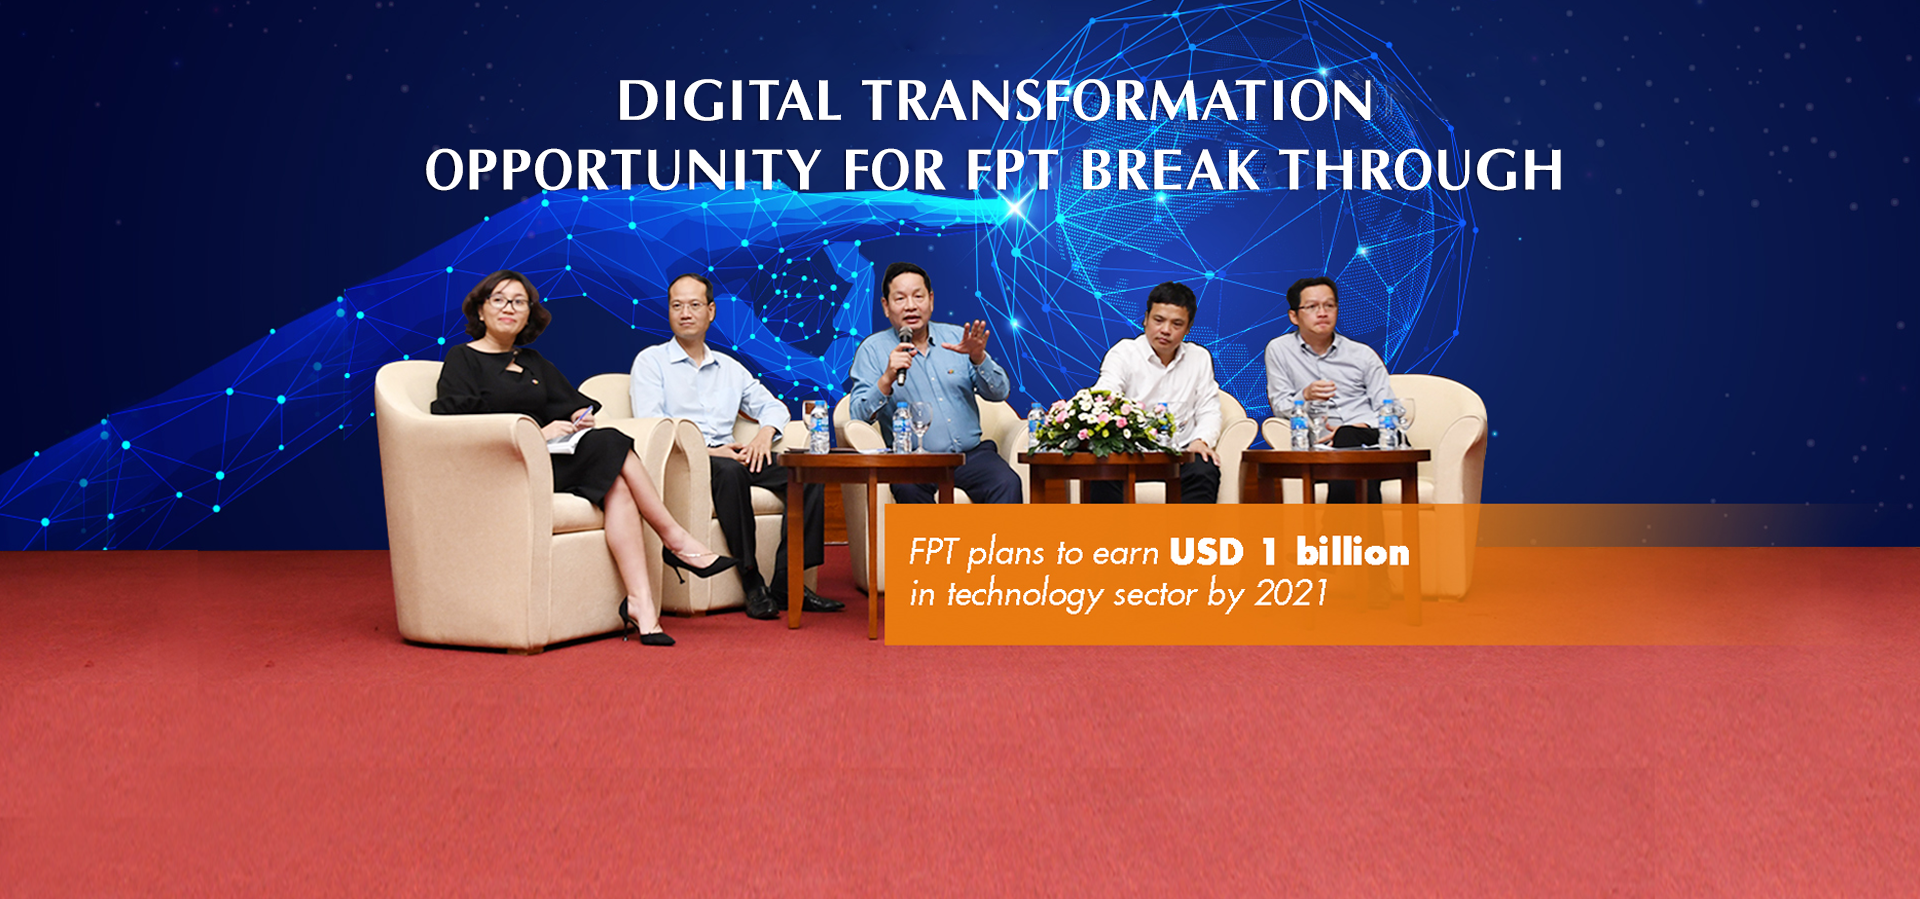 DIGITAL TRANSFORMATION
OPPORTUNITY FOR FPT BREAK THROUGH
FPT plans to earn USD 1 billion
in technology sector by 2021